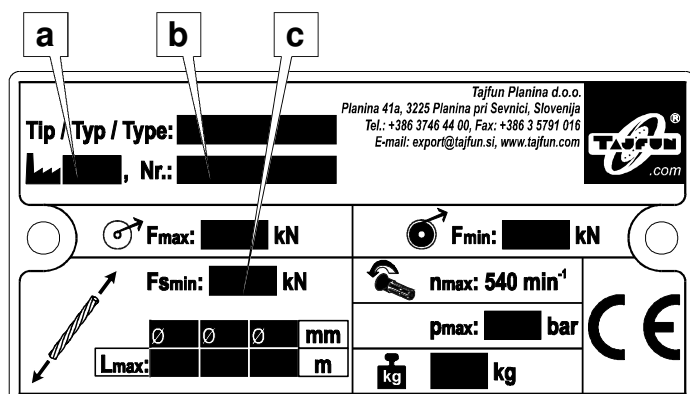 a b c
Tajfun Planina d.o.o.
Planina 41a, 3225 Planina pri Sevnici, Slovenija
Tel.: +386 3746 44 00, Fax: +386 3 5791 016
E-mail: export@tajfun.si, www.tajfun.com
TAJFUN®
.com
Tip / Typ / Type:
, Nr.:
Fmax: kN
Fmin: kN
Fsmin: kN
nmax: 540 min⁻¹
Ø Ø Ø mm
pmax: bar
Lmax: m
kg kg
CE